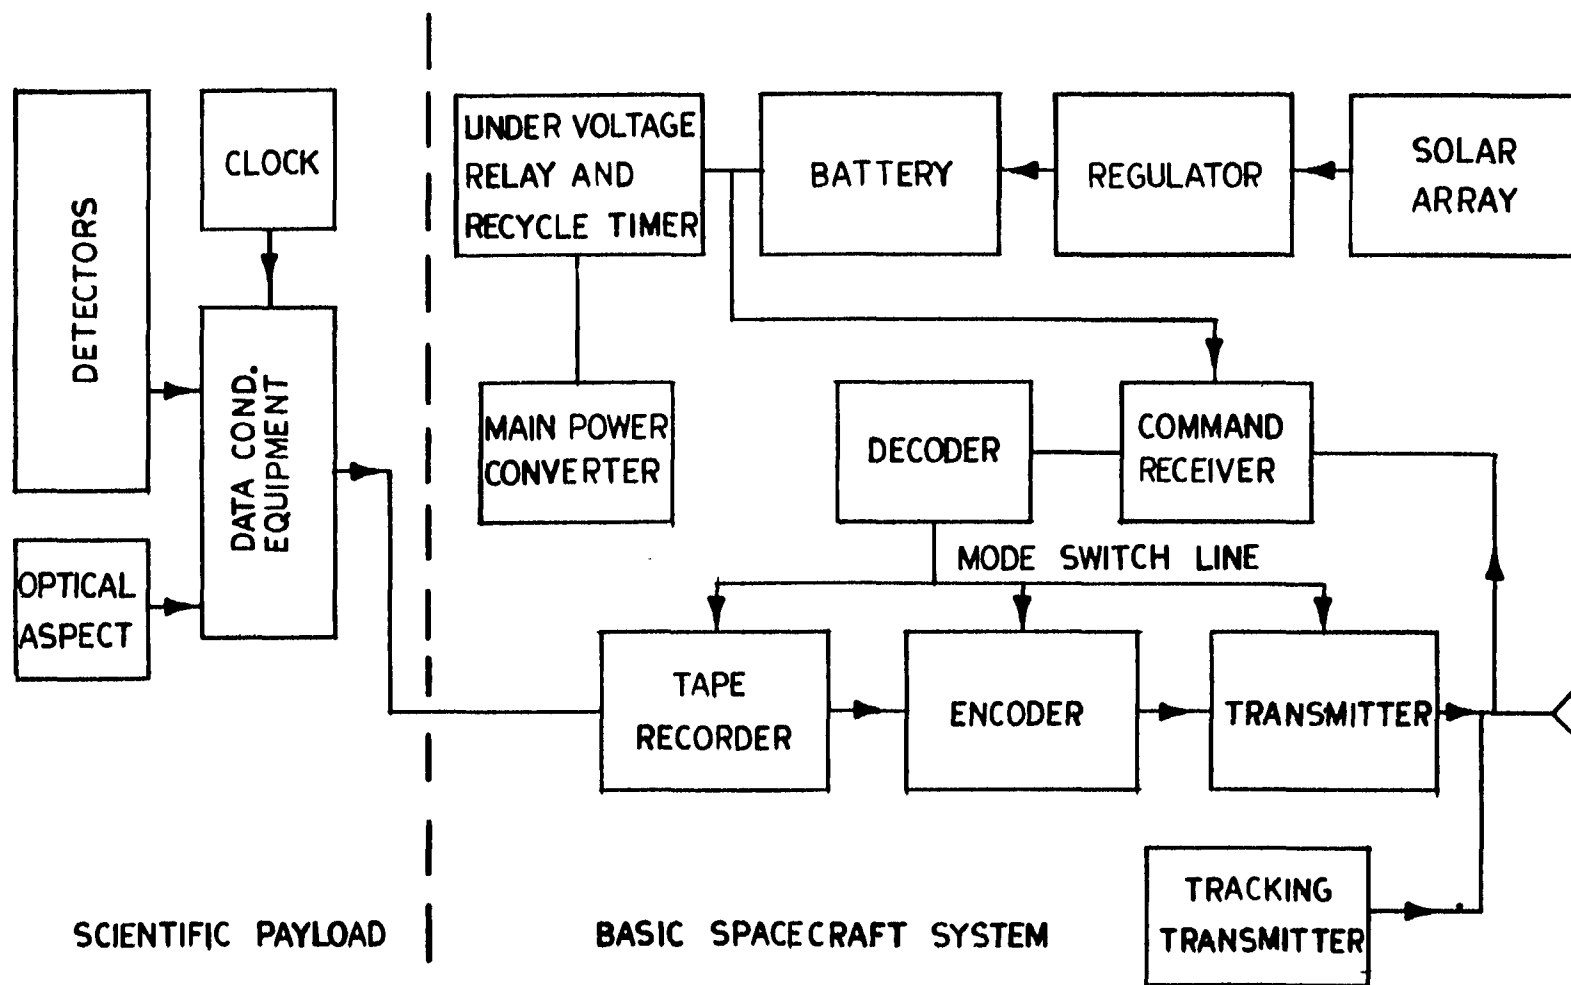 DETECTORS
CLOCK
DATA COND.
EQUIPMENT
OPTICAL
ASPECT
SCIENTIFIC PAYLOAD
UNDER VOLTAGE
RELAY AND
RECYCLE TIMER
BATTERY
REGULATOR
SOLAR
ARRAY
MAIN POWER
CONVERTER
DECODER
COMMAND
RECEIVER
MODE SWITCH LINE
TAPE
RECORDER
ENCODER
TRANSMITTER
TRACKING
TRANSMITTER
BASIC SPACECRAFT SYSTEM